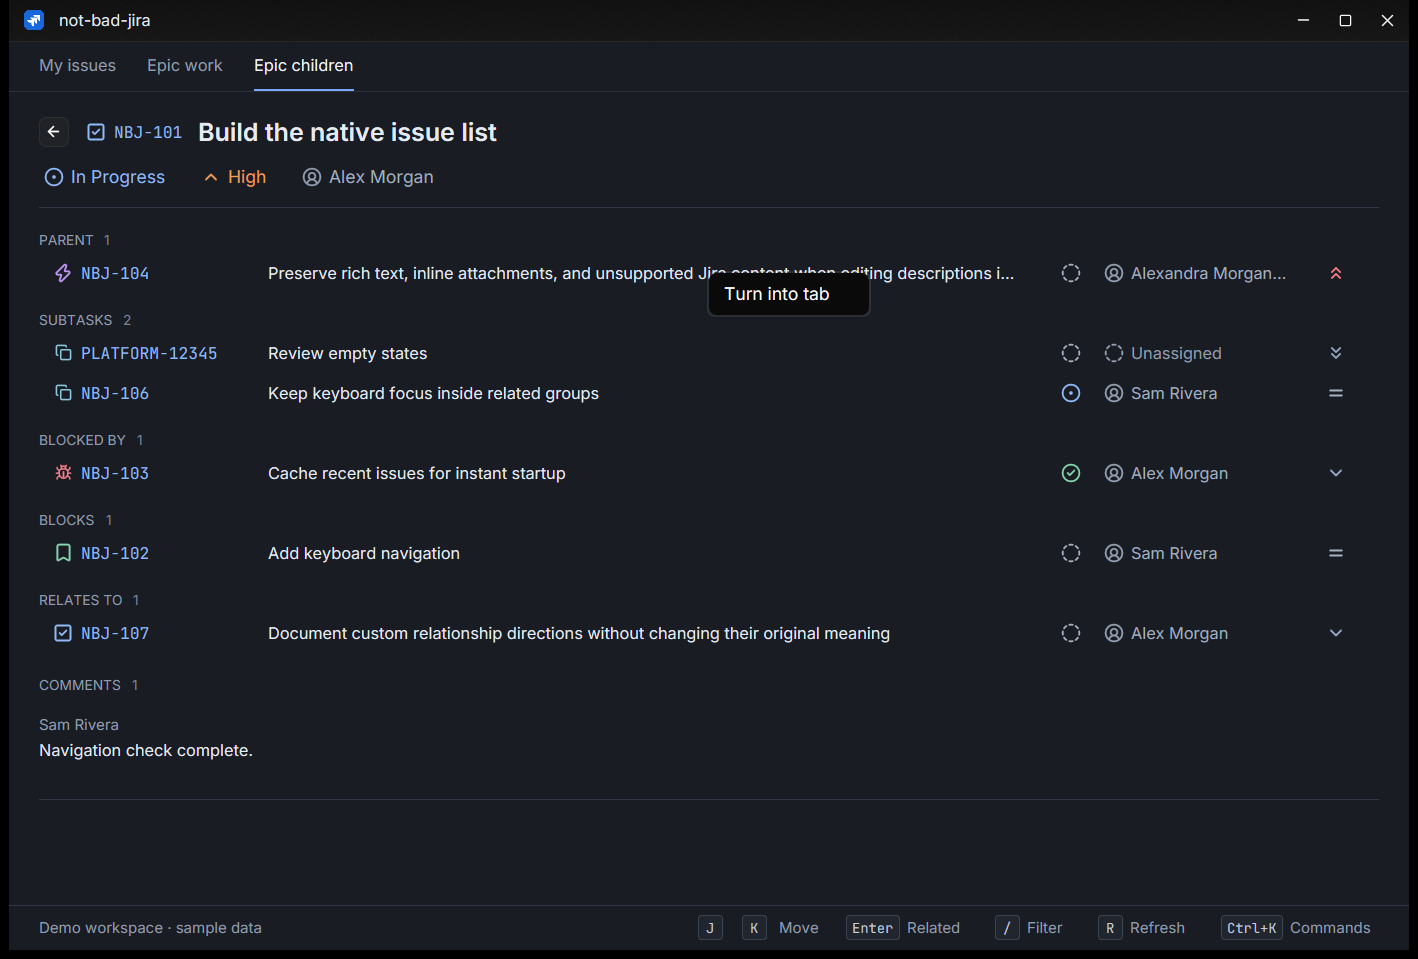 not-bad-jira
My issues Epic work Epic children
NBJ-101 Build the native issue list
In Progress High Alex Morgan
PARENT 1
NBJ-104 Preserve rich text, inline attachments, and unsupported Jira content when editing descriptions i... Alexandra Morgan...
Turn into tab
SUBTASKS 2
PLATFORM-12345 Review empty states Unassigned
NBJ-106 Keep keyboard focus inside related groups Sam Rivera
BLOCKED BY 1
NBJ-103 Cache recent issues for instant startup Alex Morgan
BLOCKS 1
NBJ-102 Add keyboard navigation Sam Rivera
RELATES TO 1
NBJ-107 Document custom relationship directions without changing their original meaning Alex Morgan
COMMENTS 1
Sam Rivera
Navigation check complete.
Demo workspace · sample data J K Move Enter Related / Filter R Refresh Ctrl+K Commands